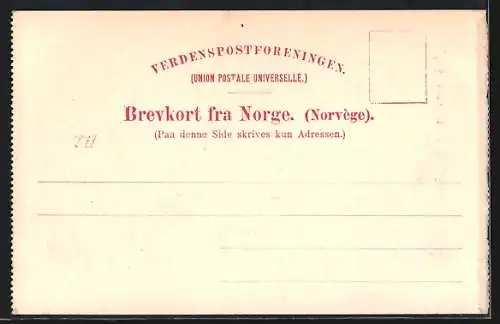 VERDENSPOSTFORENINGEN.
(UNION POSTALE UNIVERSELLE.)
Brevkort fra Norge. (Norvège).
(Paa denne Side skrives kun Adressen.)